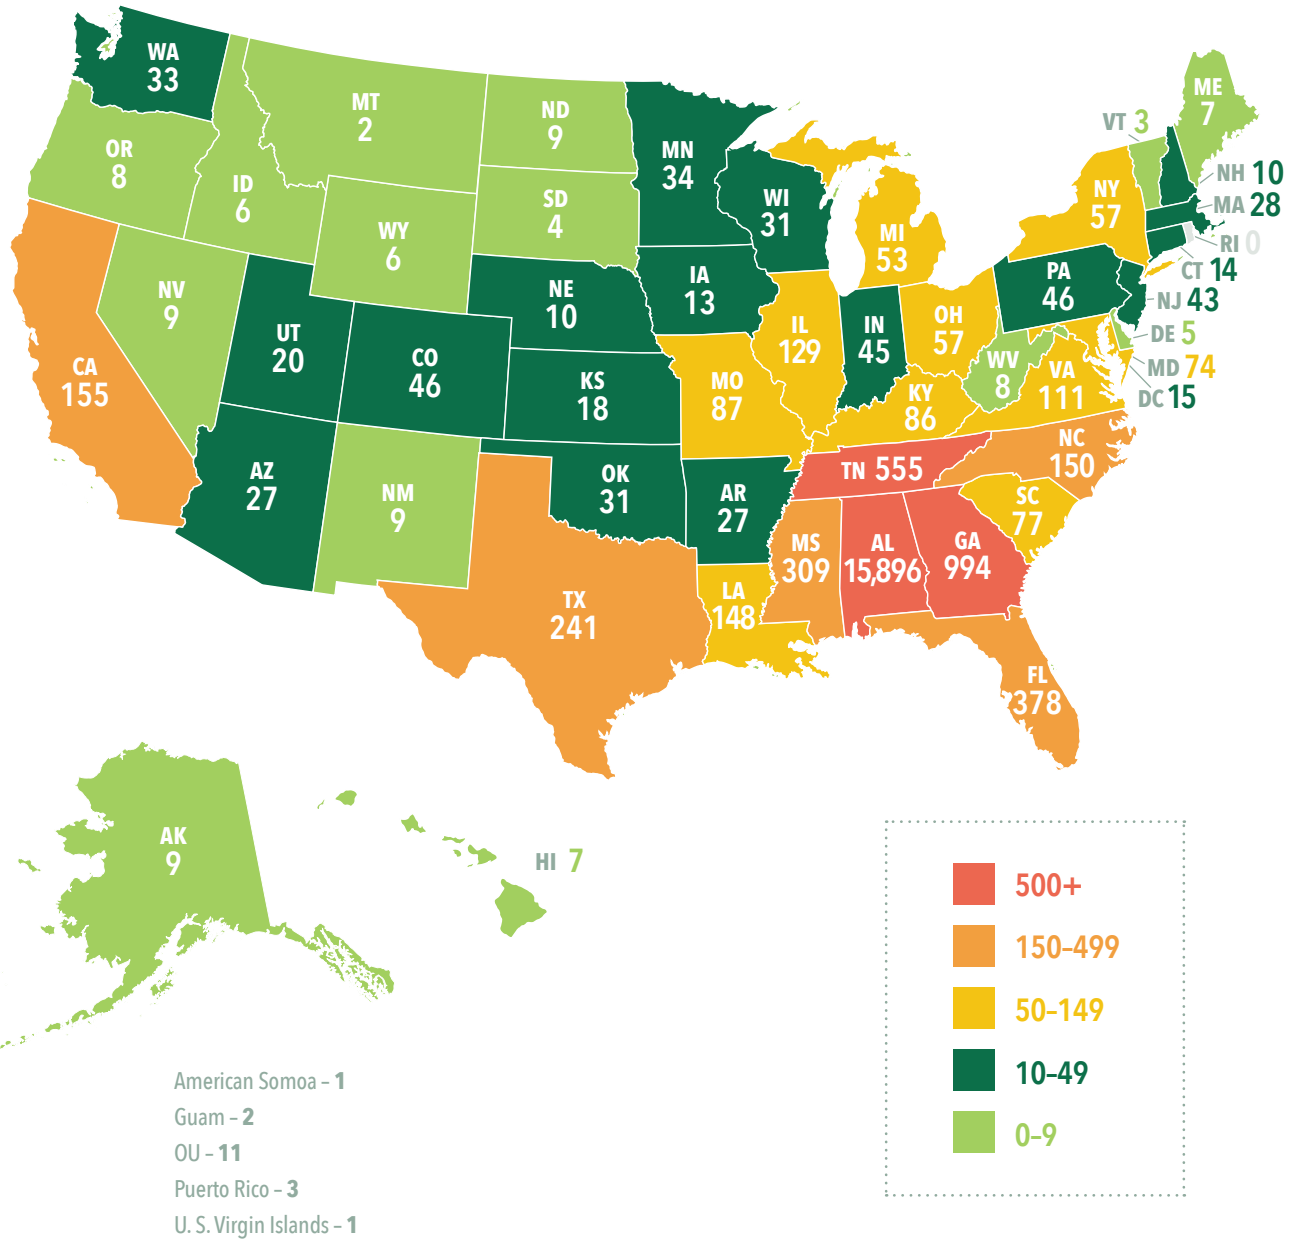 WA
33
MT
2
ND
9
ME
7
VT 3
OR
8
MN
34
ID
6
NH 10
SD
4
WI
31
NY
57
MA 28
WY
6
MI
53
RI 0
CT 14
PA
46
IA
13
NV
9
NE
10
NJ 43
UT
20
IL
129
IN
45
OH
57
DE 5
CO
46
WV
8
VA
111
MD 74
CA
155
KS
18
MO
87
KY
86
DC 15
NC
150
AZ
27
NM
9
OK
31
TN 555
AR
27
SC
77
MS
309
AL
15,896
GA
994
TX
241
LA
148
FL
378
AK
9
HI 7
500+
150–499
50–149
10–49
0–9
American Somoa – 1
Guam – 2
OU – 11
Puerto Rico – 3
U. S. Virgin Islands – 1